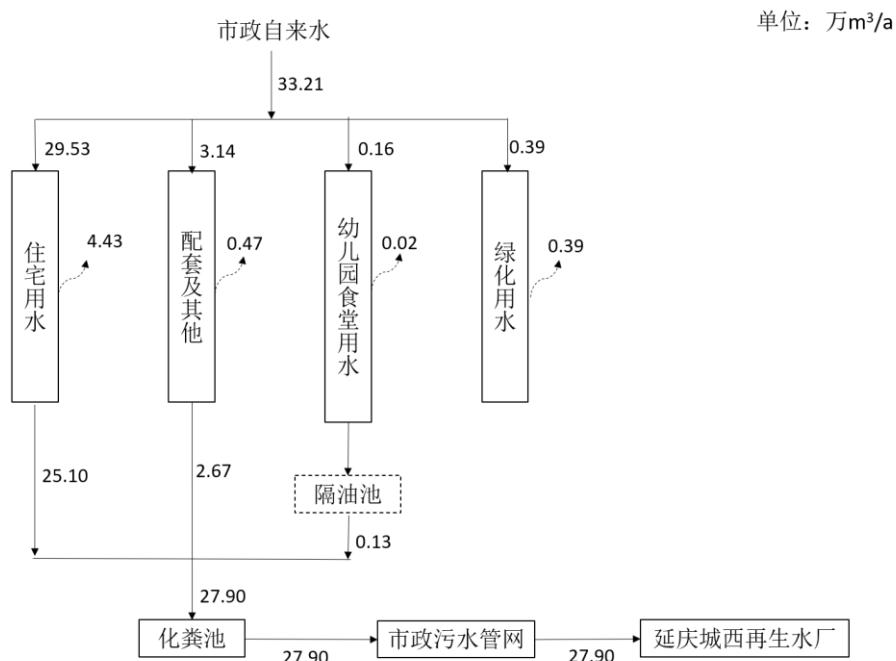 单位：万m³/a
市政自来水
33.21
29.53
3.14
0.16
0.39
住宅用水
4.43
配套及其他
0.47
幼儿园食堂用水
0.02
绿化用水
0.39
25.10
2.67
隔油池
0.13
27.90
化粪池
27.90
市政污水管网
27.90
延庆城西再生水厂